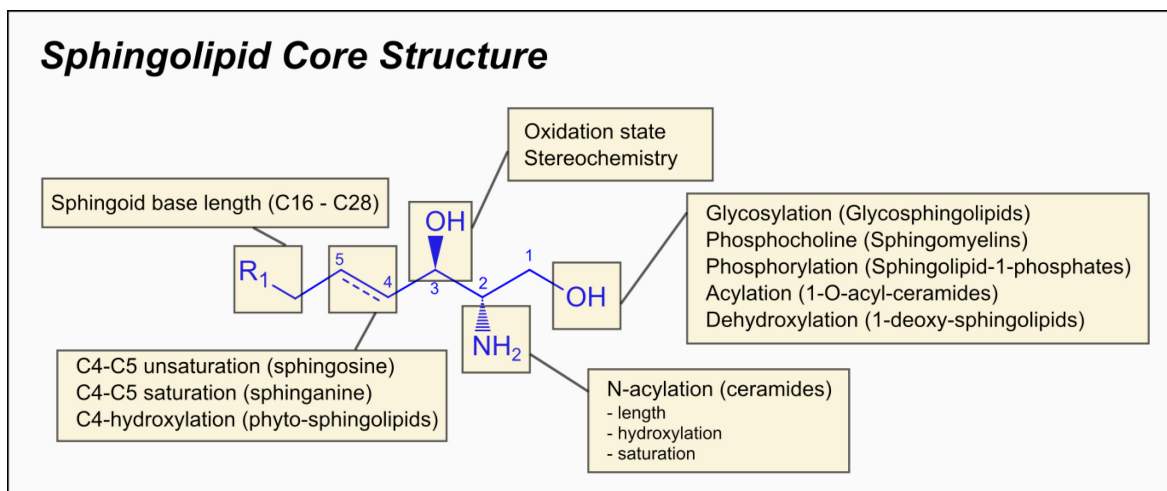 Sphingolipid Core Structure
Oxidation state
Stereochemistry
Sphingoid base length (C16 - C28)
Glycosylation (Glycosphingolipids)
Phosphocholine (Sphingomyelins)
Phosphorylation (Sphingolipid-1-phosphates)
Acylation (1-O-acyl-ceramides)
Dehydroxylation (1-deoxy-sphingolipids)
OH
R1
5
4
3
2
1
OH
NH2
C4-C5 unsaturation (sphingosine)
C4-C5 saturation (sphinganine)
C4-hydroxylation (phyto-sphingolipids)
N-acylation (ceramides)
- length
- hydroxylation
- saturation